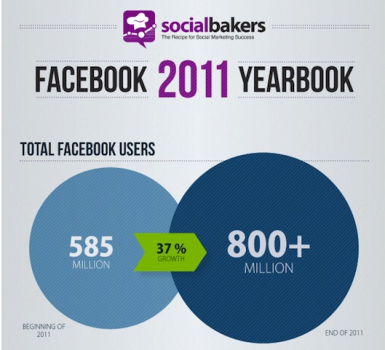 socialbakers
The Recipe for Social Marketing Success
FACEBOOK 2011 YEARBOOK
TOTAL FACEBOOK USERS
585
MILLION
37 %
GROWTH
800+
MILLION
BEGINNING OF
2011
END OF 2011